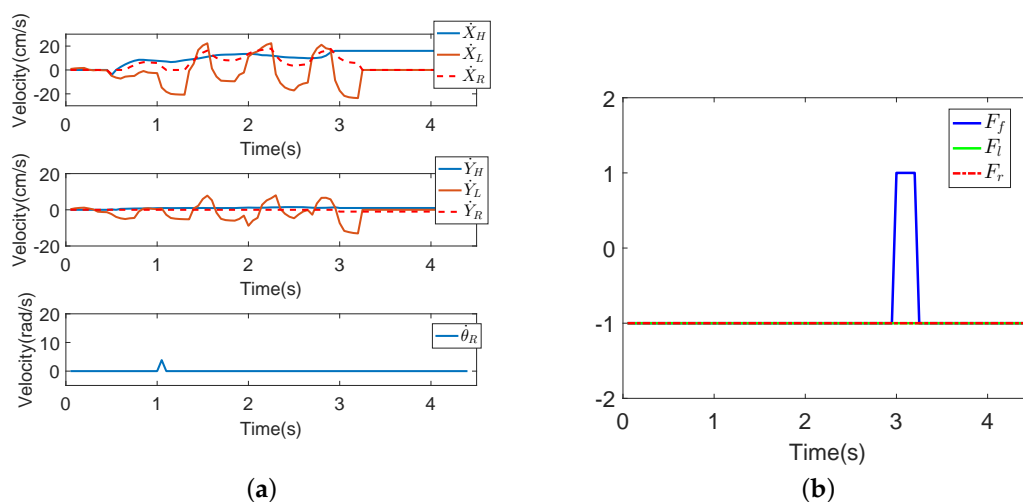 Velocity(cm/s)
20
0
-20
0 1 2 3 4
Time(s)
Ẋ_H
Ẋ_L
Ẋ_R
Velocity(cm/s)
20
0
-20
0 1 2 3 4
Time(s)
Ẏ_H
Ẏ_L
Ẏ_R
Velocity(rad/s)
20
10
0
0 1 2 3 4
Time(s)
θ̇_R
(a)
2
1
0
-1
-2
0 1 2 3 4
Time(s)
F_f
F_l
F_r
(b)